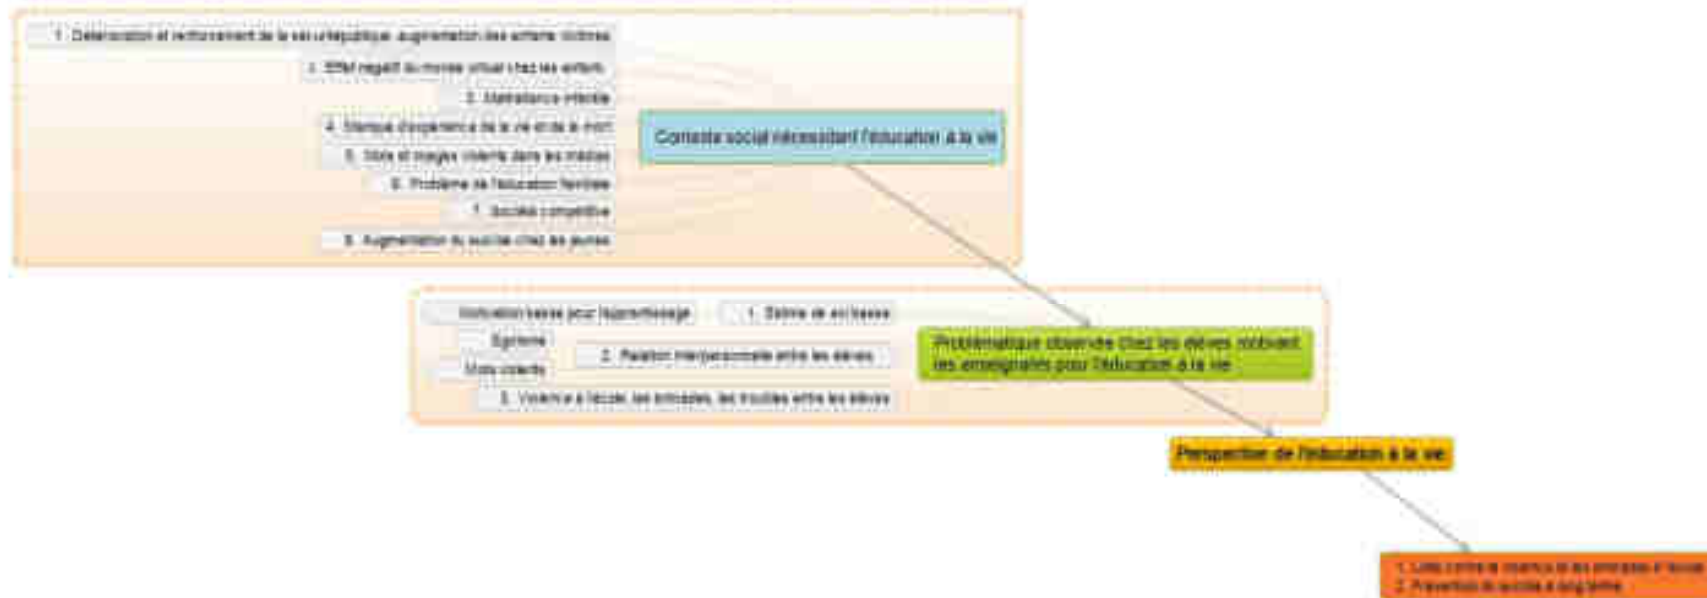 1. Détérioration et renforcement de la sécurité publique: augmentation des enfants victimes
2. Effet négatif du monde virtuel chez les enfants
3. Maltraitance infantile
4. Manque d'expérience de la vie et de la mort
5. Mots et images violents dans les médias
6. Problème de l'éducation familiale
7. Société compétitive
8. Augmentation du suicide chez les jeunes
Contexte social nécessitant l'éducation à la vie
Motivation basse pour l'apprentissage
1. Estime de soi basse
Egoïsme
Mots violents
2. Relation interpersonnelle entre les élèves
3. Violence à l'école, les brimades, les troubles entre les élèves
Problématique observée chez les élèves motivant
les enseignants pour l'éducation à la vie
Perspective de l'éducation à la vie
1. Lutte contre la violence et les brimades à l'école
2. Prévention du suicide à long terme